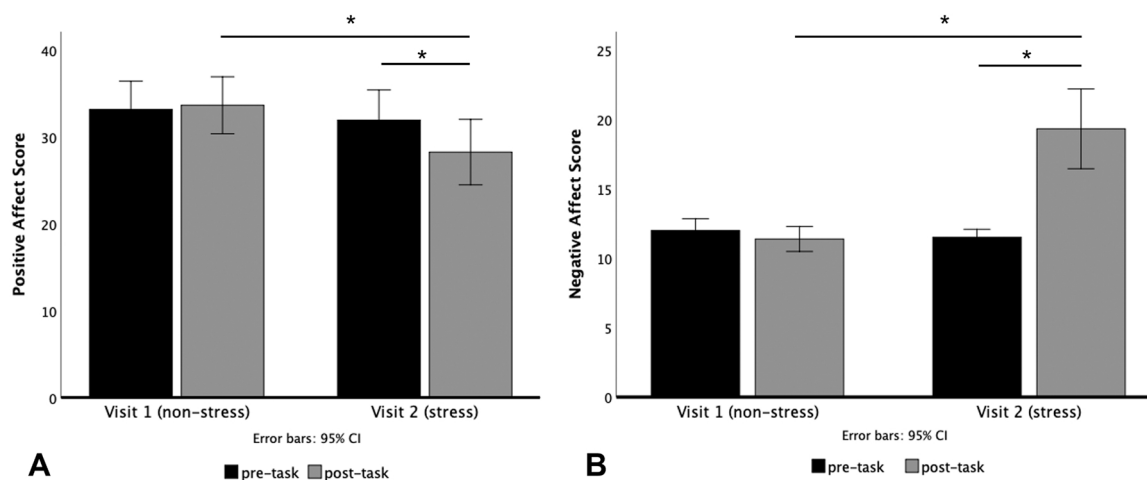 *
*
40
30
20
10
0
Positive Affect Score
Visit 1 (non-stress) Visit 2 (stress)
Error bars: 95% CI
A
pre-task post-task
*
*
25
20
15
10
5
0
Negative Affect Score
Visit 1 (non-stress) Visit 2 (stress)
Error bars: 95% CI
B
pre-task post-task